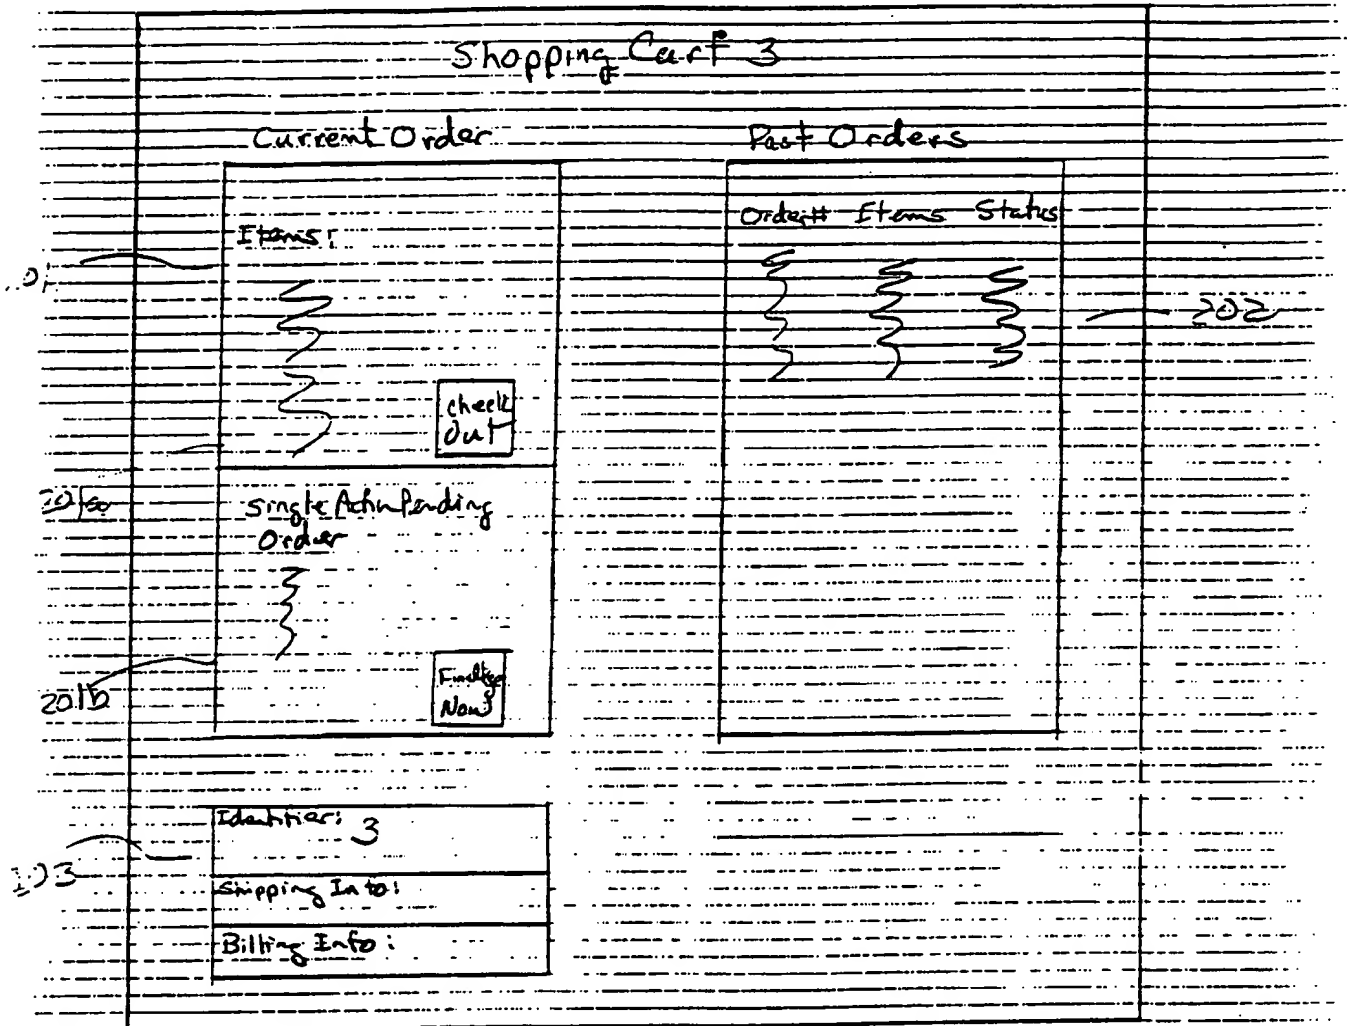 Shopping Cart 3
Current Order
Past Orders
Items:
Check
Out
Order# Items Status
202
Single Action Pending
Order
Finalize
Now
201b
Identifier: 3
Shipping Info:
Billing Info: